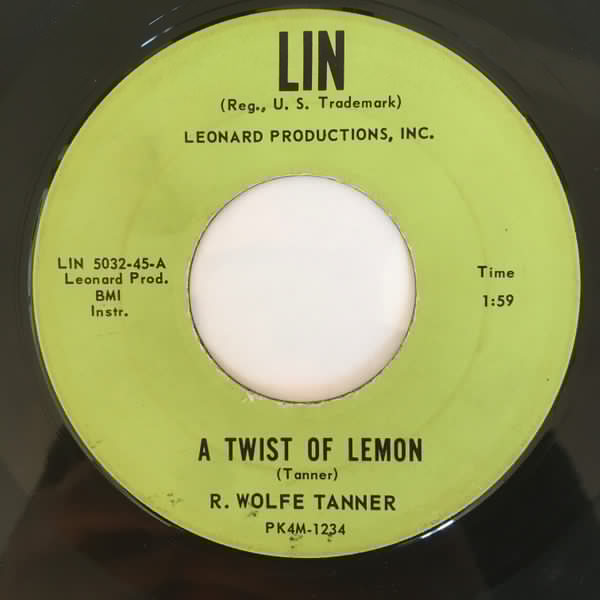 LIN
(Reg., U. S. Trademark)
LEONARD PRODUCTIONS, INC.
LIN 5032-45-A
Leonard Prod.
BMI
Instr.
Time
1:59
A TWIST OF LEMON
(Tanner)
R. WOLFE TANNER
PK4M-1234